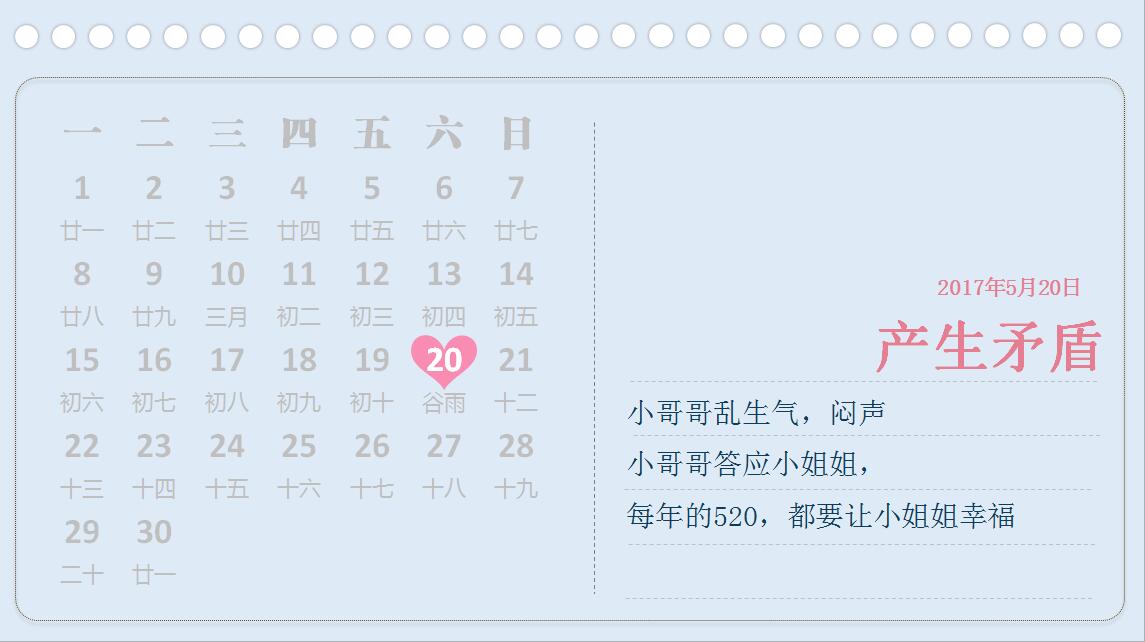 一 二 三 四 五 六 日
1 2 3 4 5 6 7
廿一 廿二 廿三 廿四 廿五 廿六 廿七
8 9 10 11 12 13 14
廿八 廿九 三月 初二 初三 初四 初五
15 16 17 18 19 20 21
初六 初七 初八 初九 初十 谷雨 十二
22 23 24 25 26 27 28
十三 十四 十五 十六 十七 十八 十九
29 30
二十 廿一
2017年5月20日
产生矛盾
小哥哥乱生气，闷声
小哥哥答应小姐姐，
每年的520，都要让小姐姐幸福